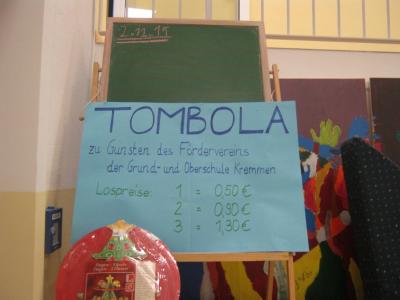 2.12.11
TOMBOLA
zu Gunsten des Fördervereins
der Grund- und Oberschule Kremmen
Lospreise: 1 = 0,50€
2 = 0,90€
3 = 1,30€